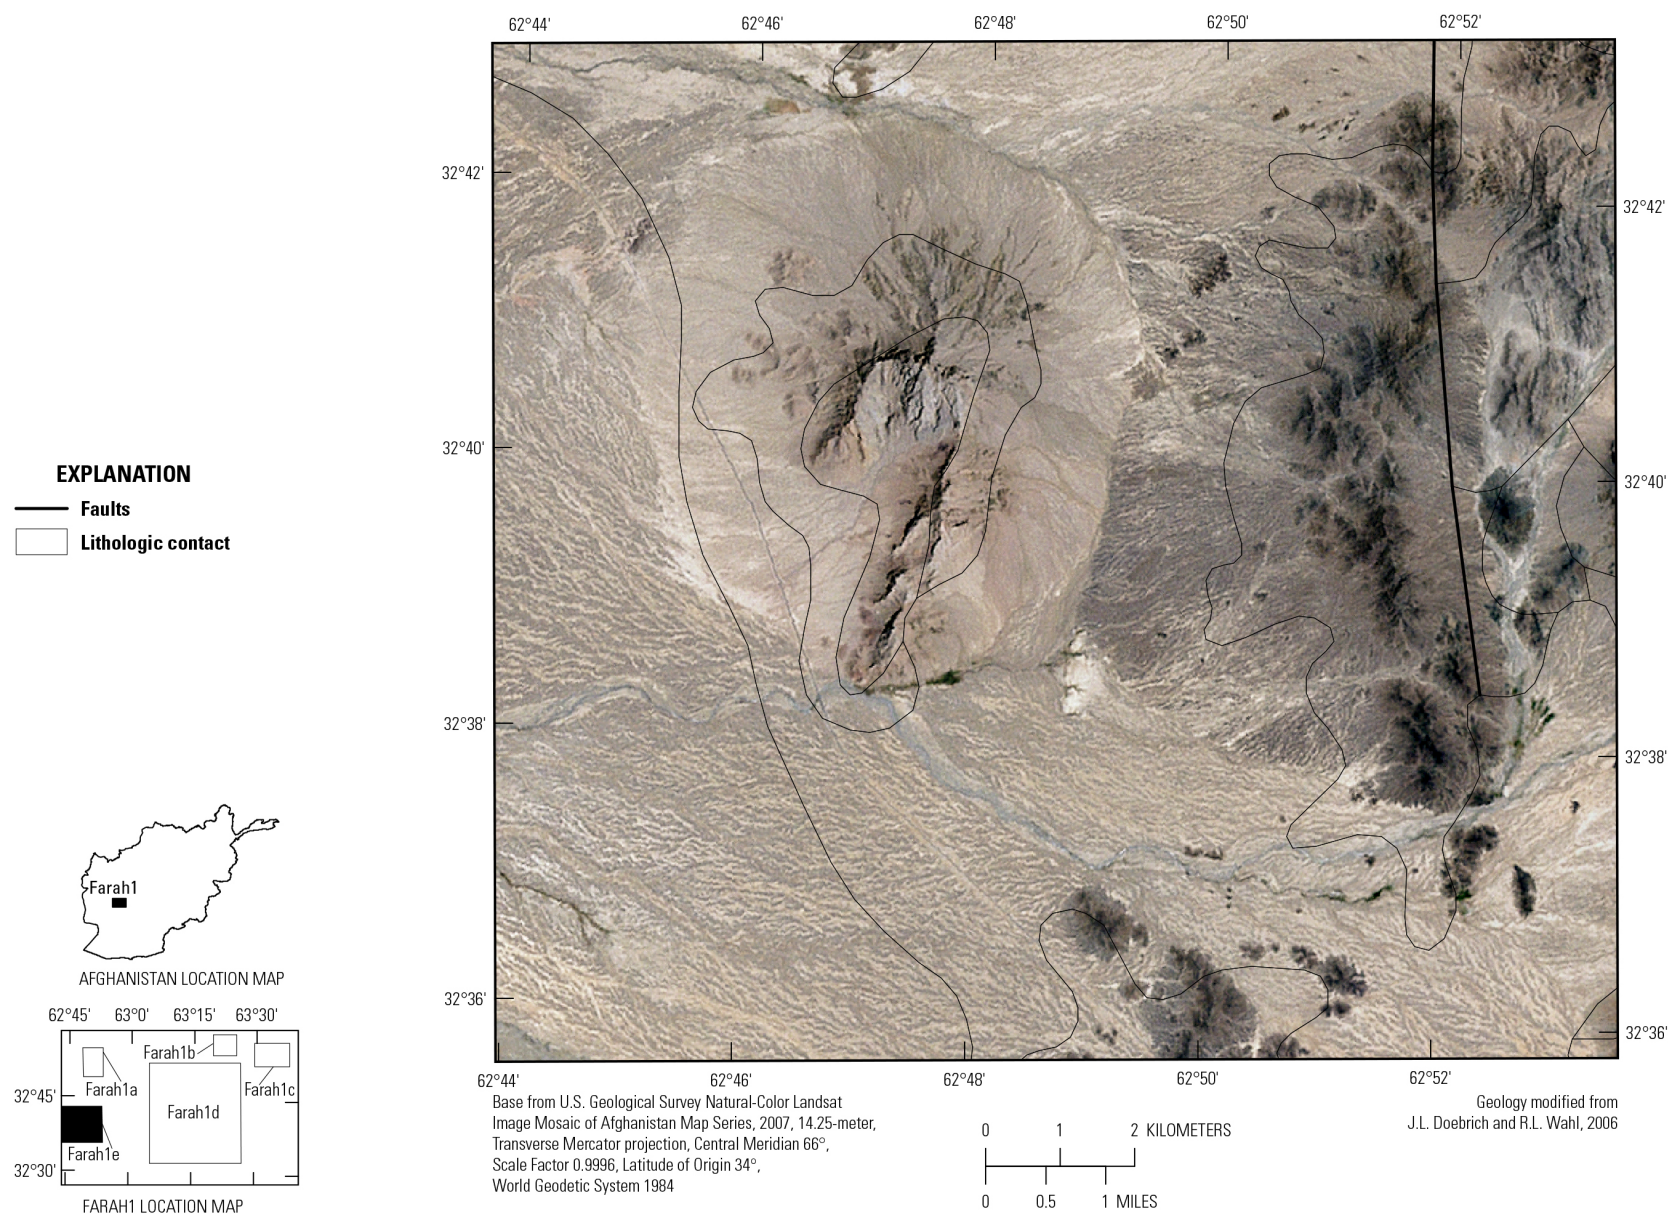 62°44'
62°46'
62°48'
62°50'
62°52'
32°42'
32°42'
32°40'
32°40'
32°38'
32°38'
32°36'
32°36'
62°44'
62°46'
62°48'
62°50'
62°52'
EXPLANATION
Faults
Lithologic contact
Farah1
AFGHANISTAN LOCATION MAP
62°45'
63°0'
63°15'
63°30'
Farah1b
Farah1a
Farah1c
32°45'
Farah1d
Farah1e
32°30'
FARAH1 LOCATION MAP
Base from U.S. Geological Survey Natural-Color Landsat
Image Mosaic of Afghanistan Map Series, 2007, 14.25-meter,
Transverse Mercator projection, Central Meridian 66°,
Scale Factor 0.9996, Latitude of Origin 34°,
World Geodetic System 1984
0 1 2 KILOMETERS
0 0.5 1 MILES
Geology modified from
J.L. Doebrich and R.L. Wahl, 2006